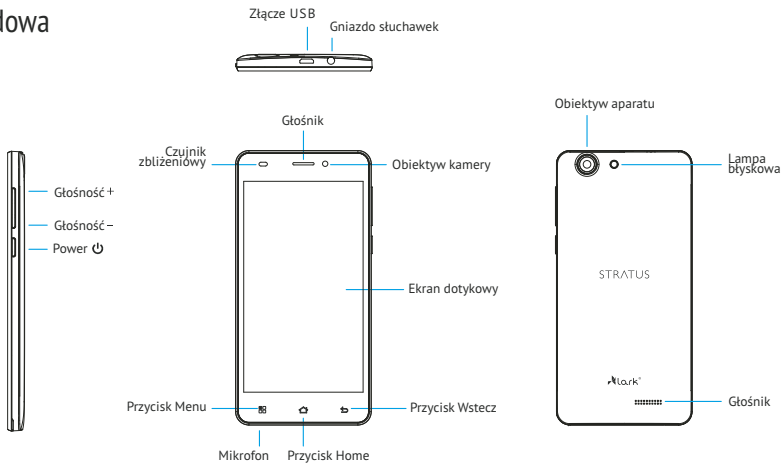 dowa
Złącze USB
Gniazdo słuchawek
Głośnik
Czujnik
zbliżeniowy
Obiektyw kamery
Głośność +
Głośność –
Power
Ekran dotykowy
Przycisk Menu
Przycisk Wstecz
Mikrofon
Przycisk Home
Obiektyw aparatu
Lampa
błyskowa
STRATUS
lark
Głośnik